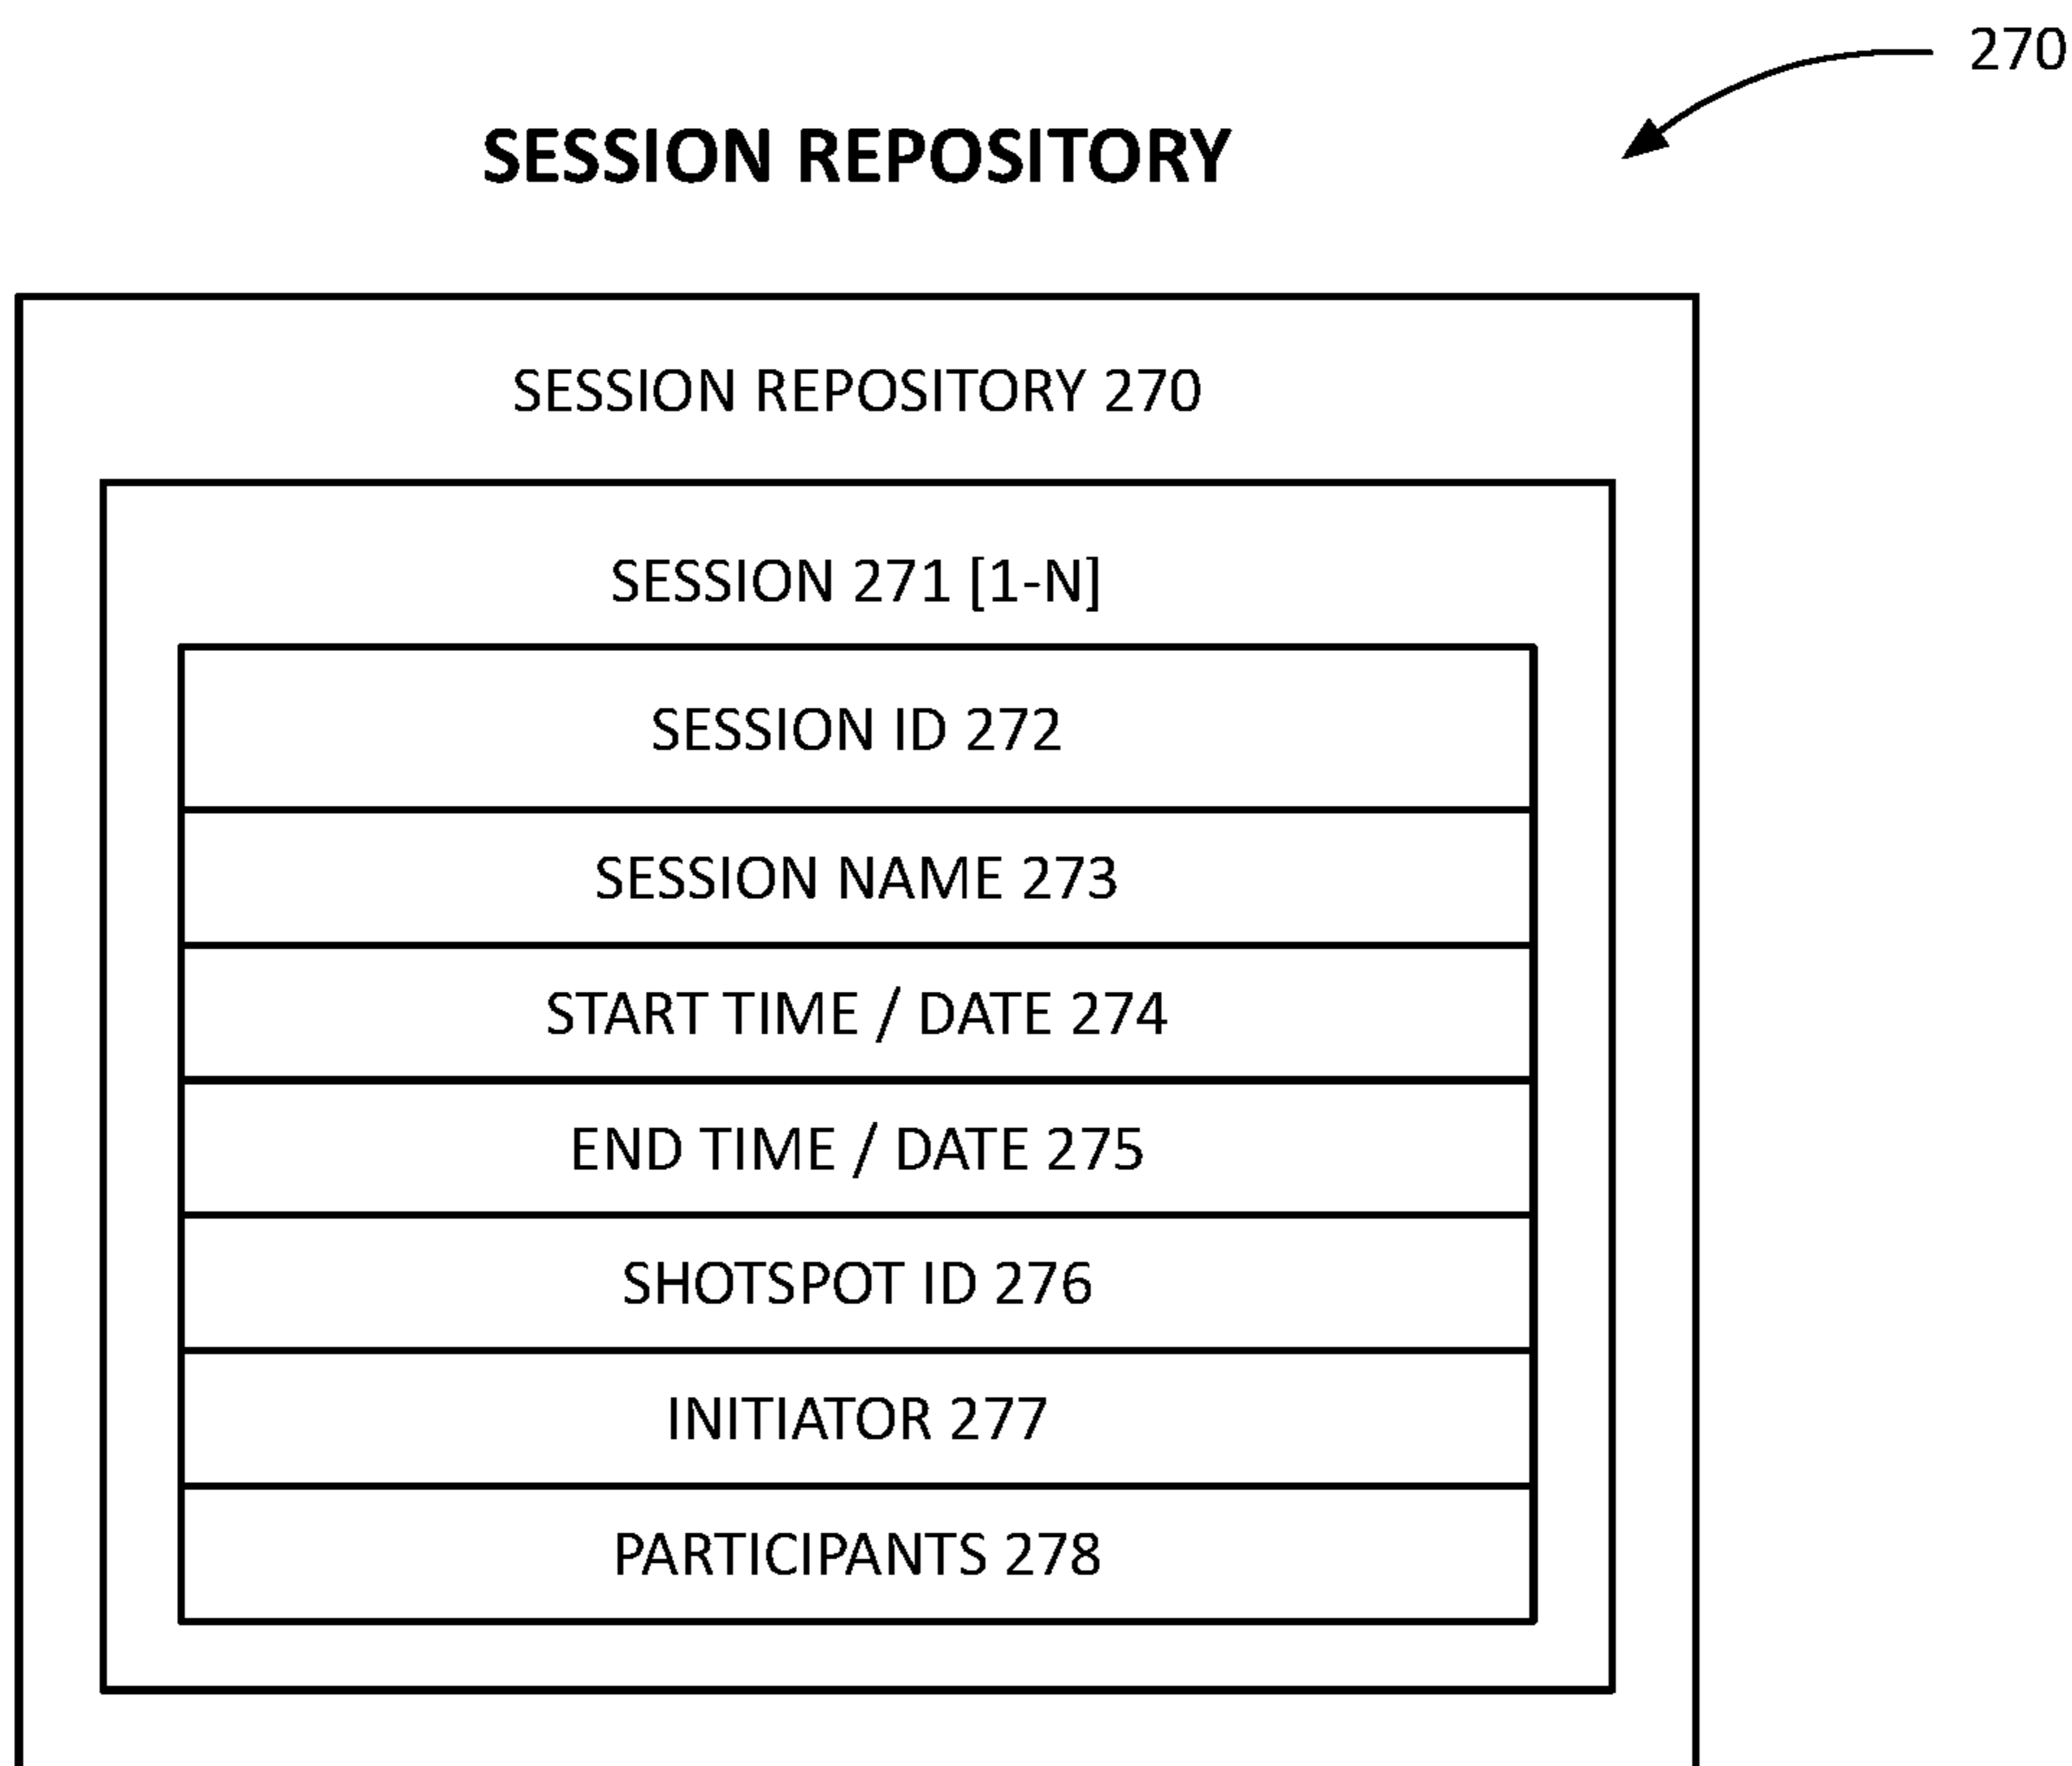 270
SESSION REPOSITORY
SESSION REPOSITORY 270
SESSION 271 [1-N]
SESSION ID 272
SESSION NAME 273
START TIME / DATE 274
END TIME / DATE 275
SHOTSPOT ID 276
INITIATOR 277
PARTICIPANTS 278